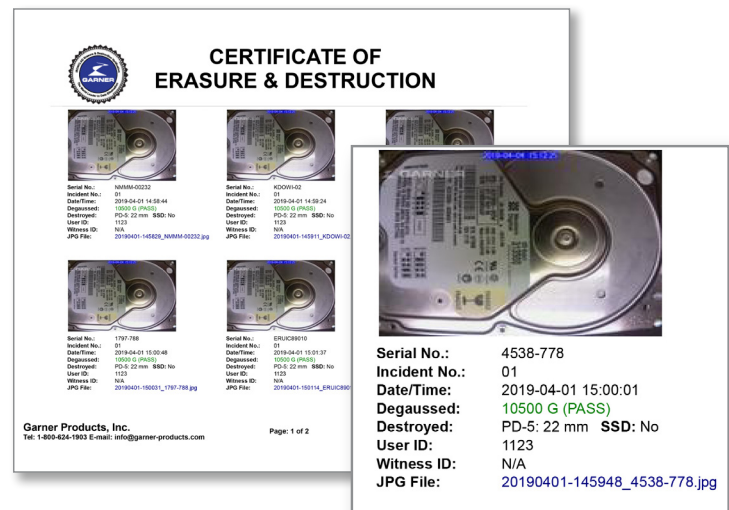 CERTIFICATE OF
ERASURE & DESTRUCTION
GARNER
Serial No.: NMMM-00232
Incident No.: 01
Date/Time: 2019-04-01 14:58:44
Degaussed: 10500 G (PASS)
Destroyed: PD-5: 22 mm SSD: No
User ID: 1123
Witness ID: N/A
JPG File: 20190401-145829_NMMM-00232.jpg
Serial No.: KDOWI-02
Incident No.: 01
Date/Time: 2019-04-01 14:59:24
Degaussed: 10500 G (PASS)
Destroyed: PD-5: 22 mm SSD: No
User ID: 1123
Witness ID: N/A
JPG File: 20190401-145911_KDOWI-02
Serial No.: 1797-788
Incident No.: 01
Date/Time: 2019-04-01 15:00:48
Degaussed: 10500 G (PASS)
Destroyed: PD-5: 22 mm SSD: No
User ID: 1123
Witness ID: N/A
JPG File: 20190401-150031_1797-788.jpg
Serial No.: ERUIC89010
Incident No.: 01
Date/Time: 2019-04-01 15:01:37
Degaussed: 10500 G (PASS)
Destroyed: PD-5: 22 mm SSD: No
User ID: 1123
Witness ID: N/A
JPG File: 20190401-150114_ERUIC890
Garner Products, Inc.
Tel: 1-800-624-1903 E-mail: info@garner-products.com
Page: 1 of 2
GARNER
Serial No.: 4538-778
Incident No.: 01
Date/Time: 2019-04-01 15:00:01
Degaussed: 10500 G (PASS)
Destroyed: PD-5: 22 mm SSD: No
User ID: 1123
Witness ID: N/A
JPG File: 20190401-145948_4538-778.jpg